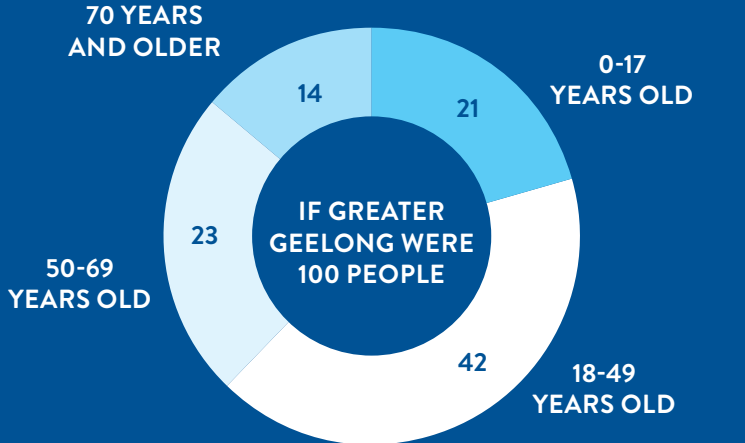 70 YEARS
AND OLDER
14
0-17
YEARS OLD
21
IF GREATER
GEELONG WERE
100 PEOPLE
23
50-69
YEARS OLD
42
18-49
YEARS OLD